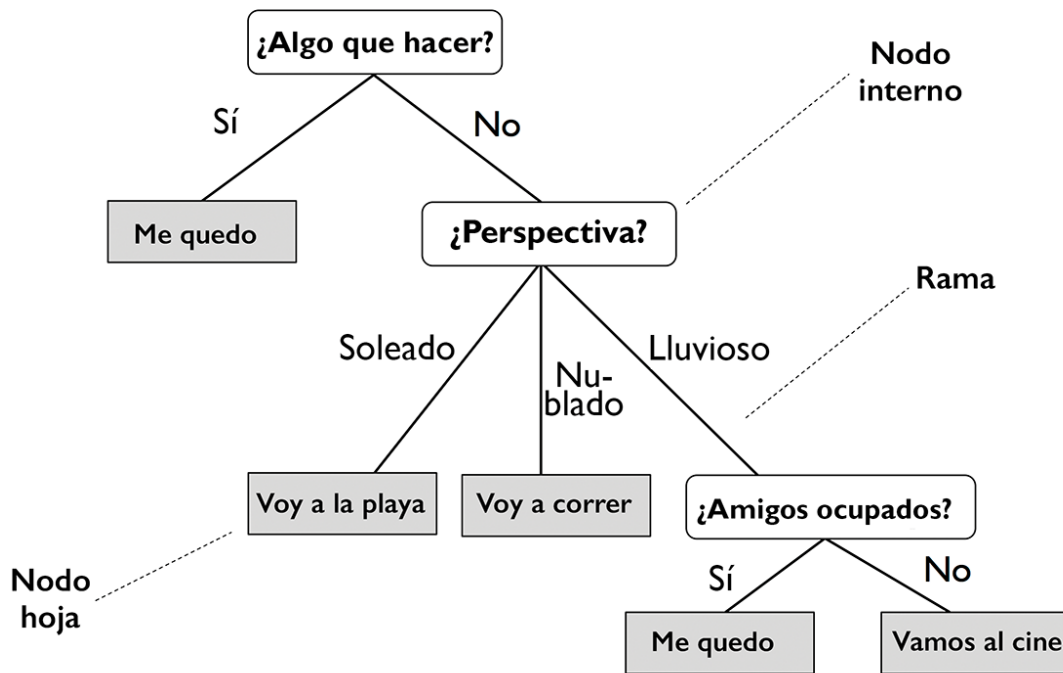 ¿Algo que hacer?
Nodo
interno
Sí
No
Me quedo
¿Perspectiva?
Rama
Soleado
Nu-
blado
Lluvioso
Voy a la playa
Voy a correr
¿Amigos ocupados?
Nodo
hoja
Sí
No
Me quedo
Vamos al cine